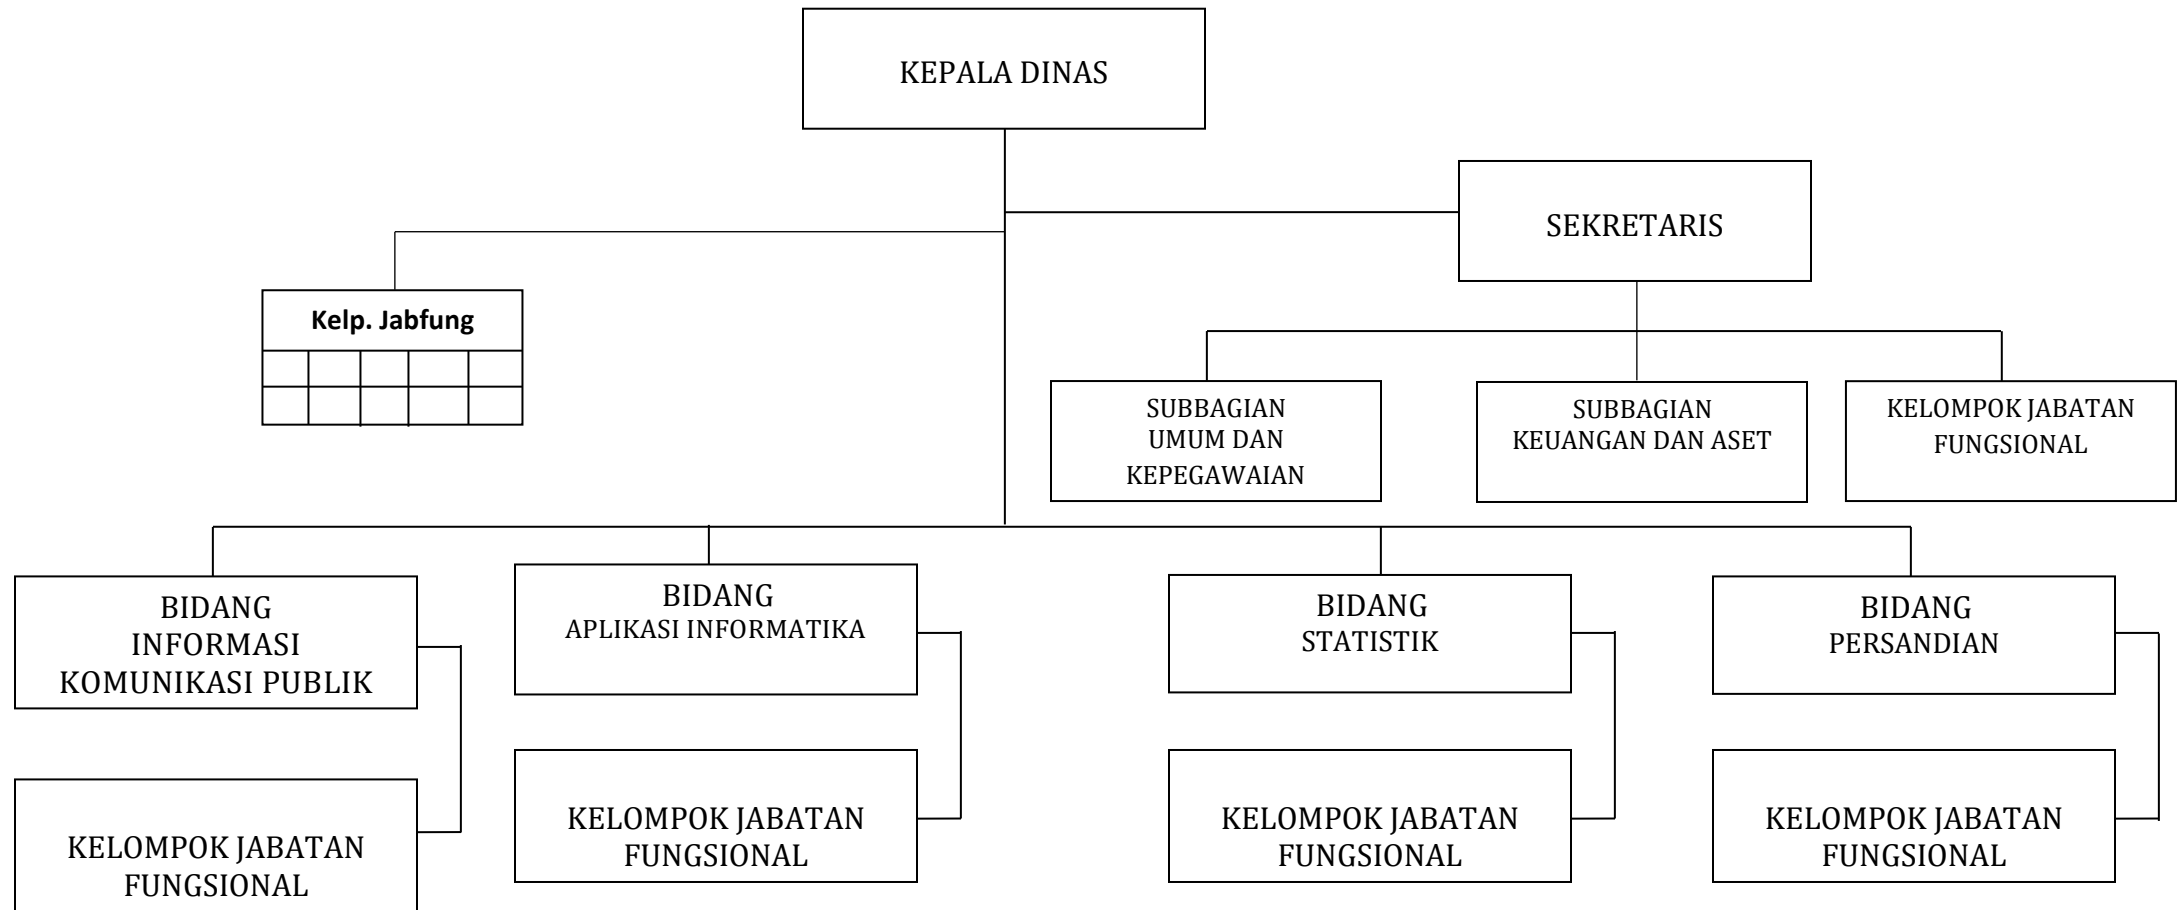 KEPALA DINAS
SEKRETARIS
Kelp. Jabfung
SUBBAGIAN
UMUM DAN
KEPEGAWAIAN
SUBBAGIAN
KEUANGAN DAN ASET
KELOMPOK JABATAN
FUNGSIONAL
BIDANG
INFORMASI
KOMUNIKASI PUBLIK
BIDANG
APLIKASI INFORMATIKA
BIDANG
STATISTIK
BIDANG
PERSANDIAN
KELOMPOK JABATAN
FUNGSIONAL
KELOMPOK JABATAN
FUNGSIONAL
KELOMPOK JABATAN
FUNGSIONAL
KELOMPOK JABATAN
FUNGSIONAL